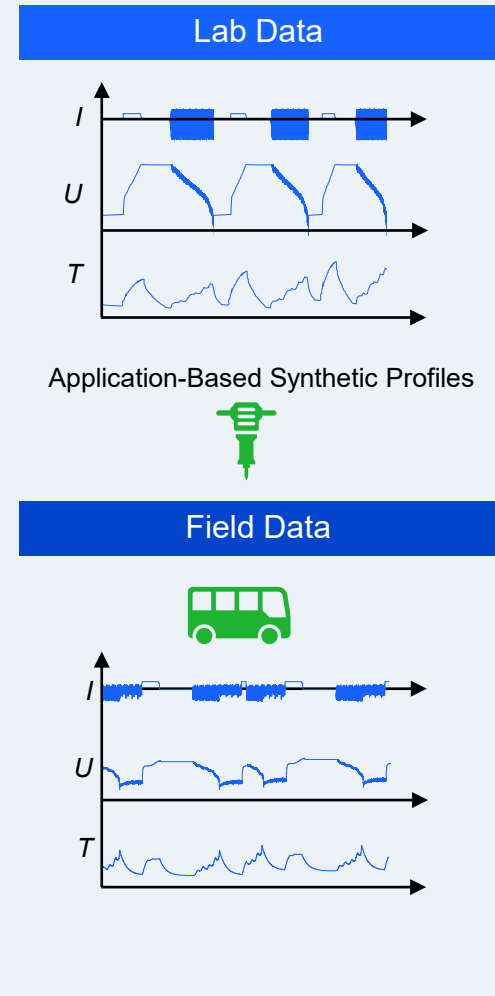 Lab Data
I
U
T
Application-Based Synthetic Profiles
Field Data
I
U
T